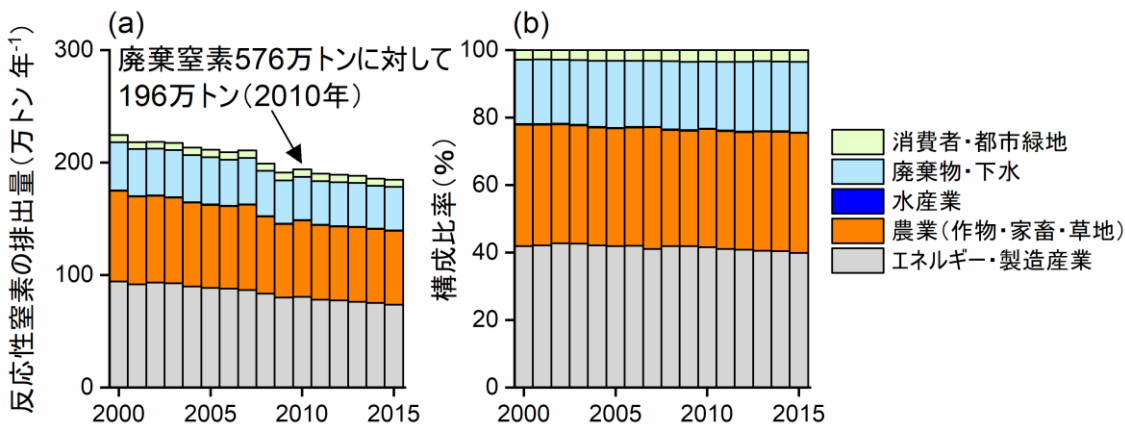 (a)
廃棄窒素576万トンに対して
196万トン（2010年）
反応性窒素の排出量（万トン 年-1）
300
200
100
0
2000
2005
2010
2015
(b)
構成比率（%）
100
80
60
40
20
0
2000
2005
2010
2015
消費者・都市緑地
廃棄物・下水
水産業
農業（作物・家畜・草地）
エネルギー・製造産業